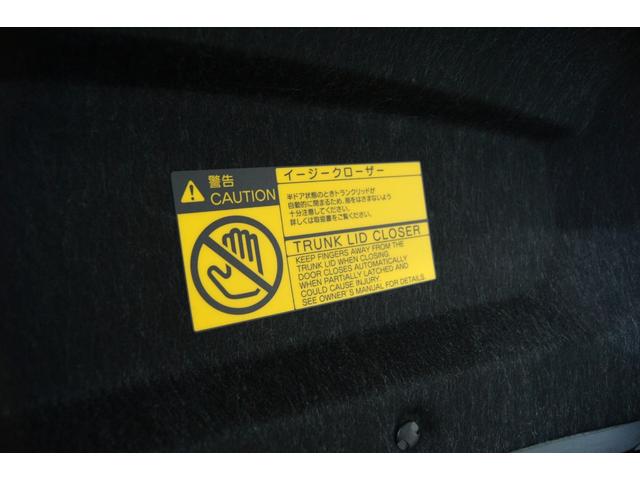 警告
CAUTION
イージークローザー
半ドア状態のときトランクリッドが
自動的に閉まるため、指をはさまないよう
十分注意してください。
詳しくは取扱書をご覧ください。
TRUNK LID CLOSER
KEEP FINGERS AWAY FROM THE
TRUNK LID WHEN CLOSING.
DOOR CLOSES AUTOMATICALLY
WHEN PARTIALLY LATCHED AND
COULD CAUSE INJURY.
SEE OWNER'S MANUAL FOR DETAILS.